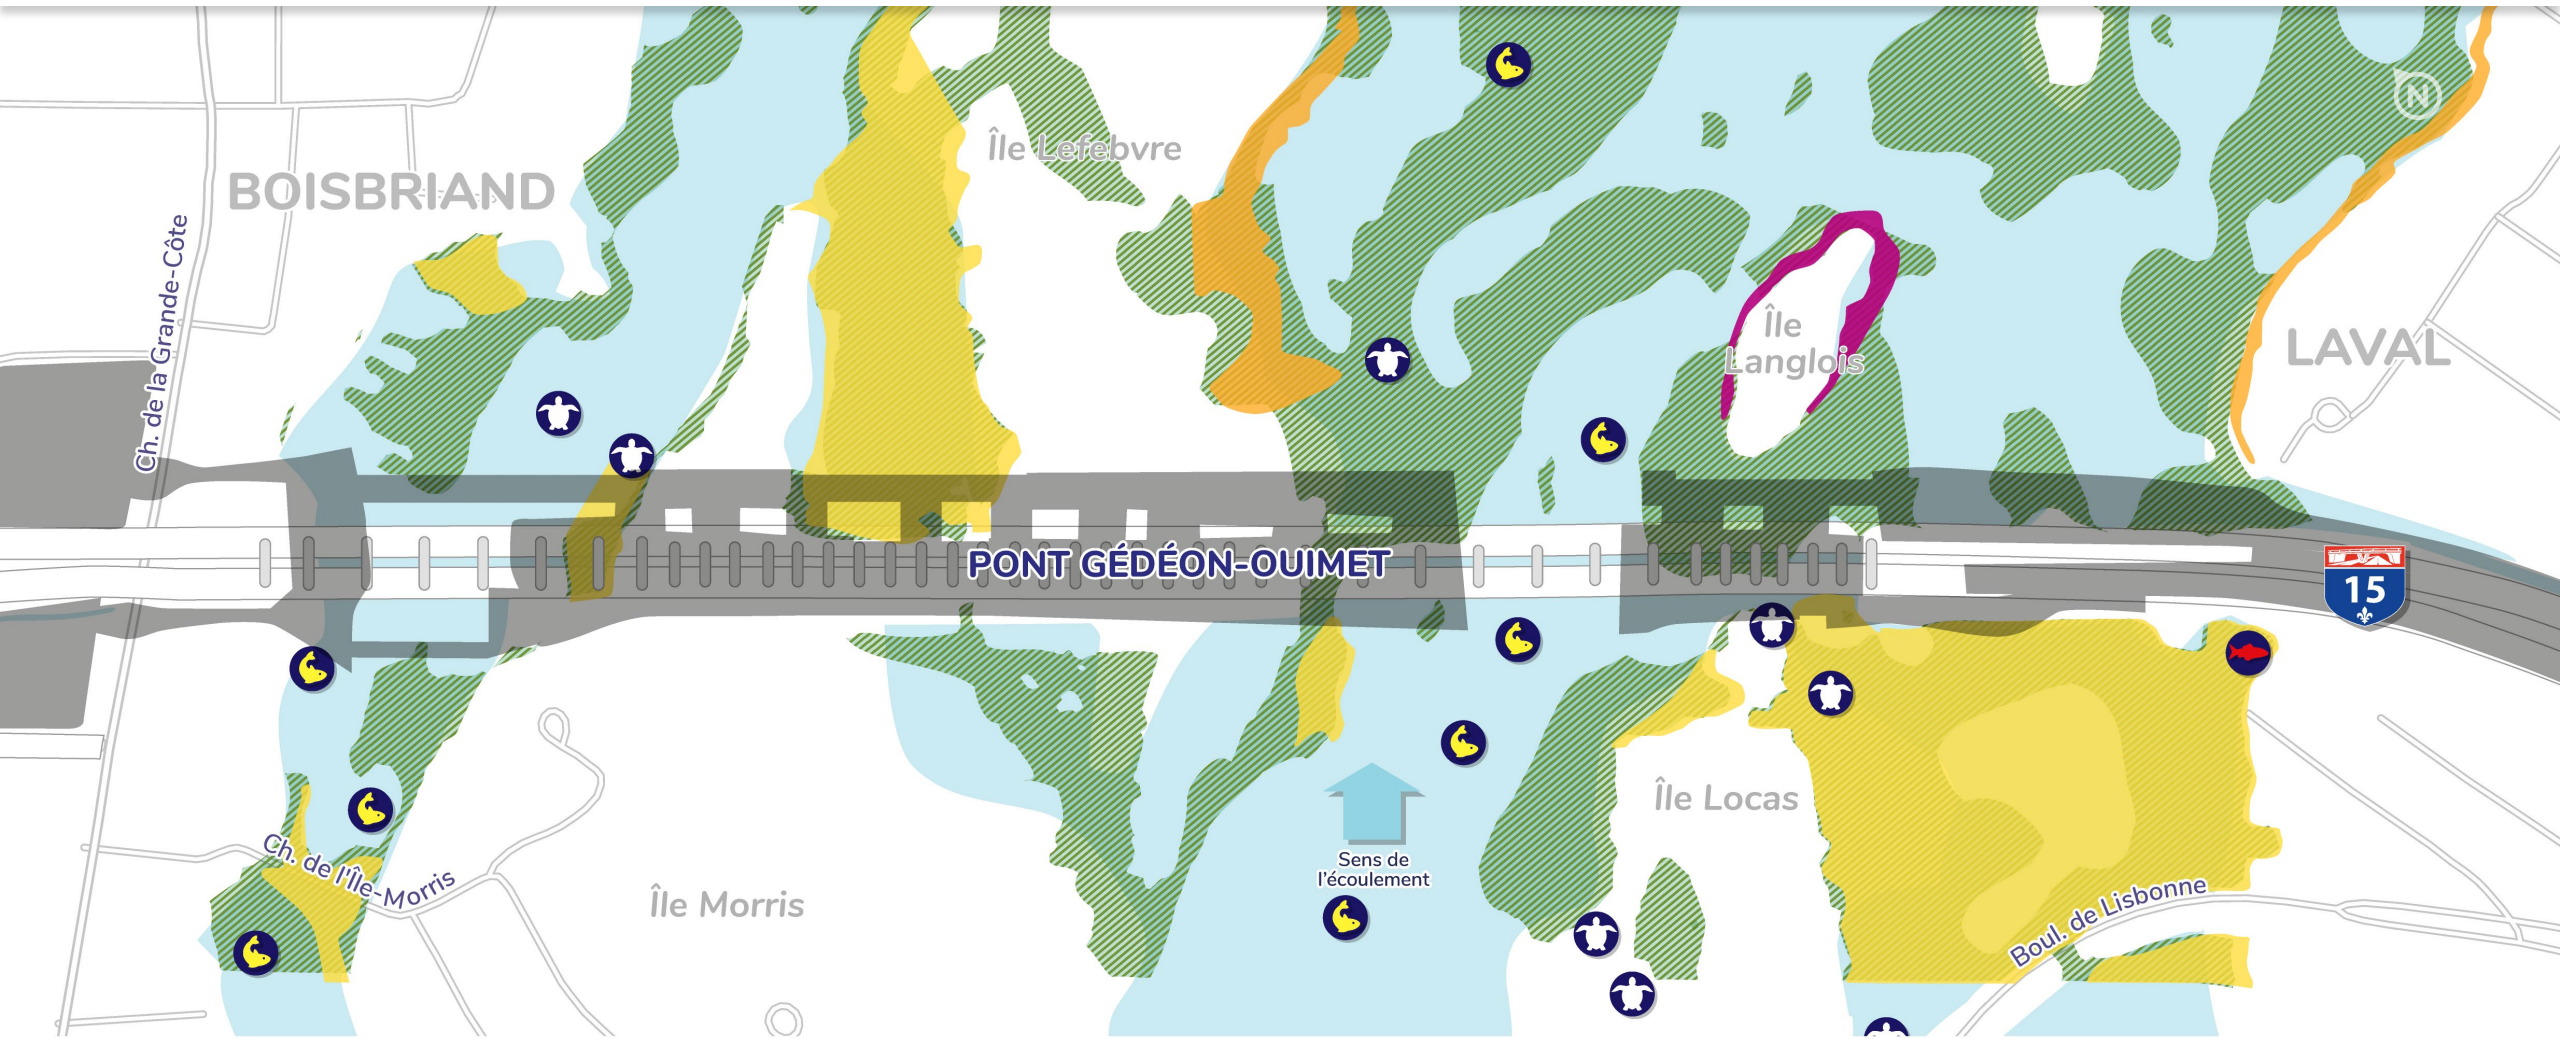 N
Île Lefebvre
BOISBRIAND
Ch. de la Grande-Côte
Île
Langlois
LAVAL
PONT GÉDÉON-OUIMET
15
Île Locas
Sens de
l'écoulement
Ch. de l'Île-Morris
Île Morris
Boul. de Lisbonne